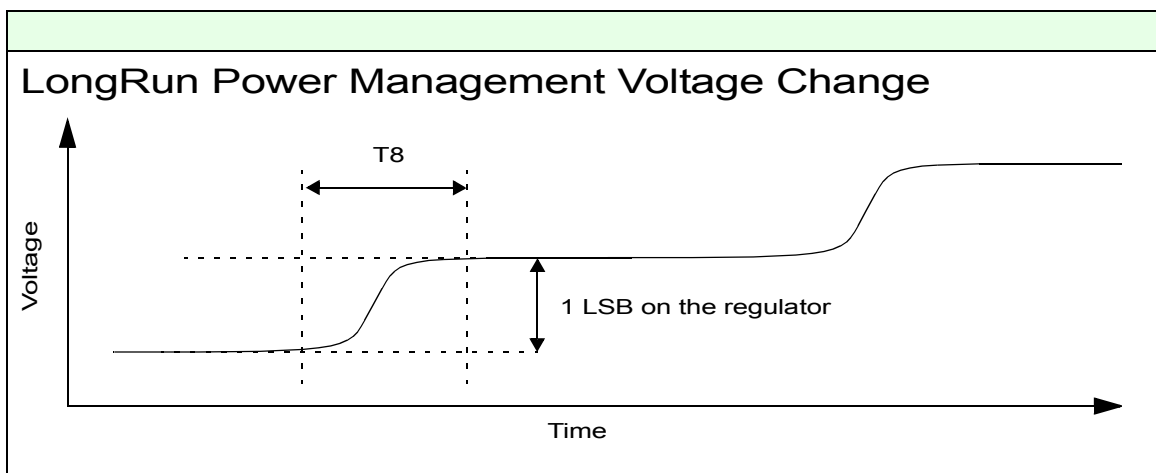 LongRun Power Management Voltage Change
T8
Voltage
1 LSB on the regulator
Time